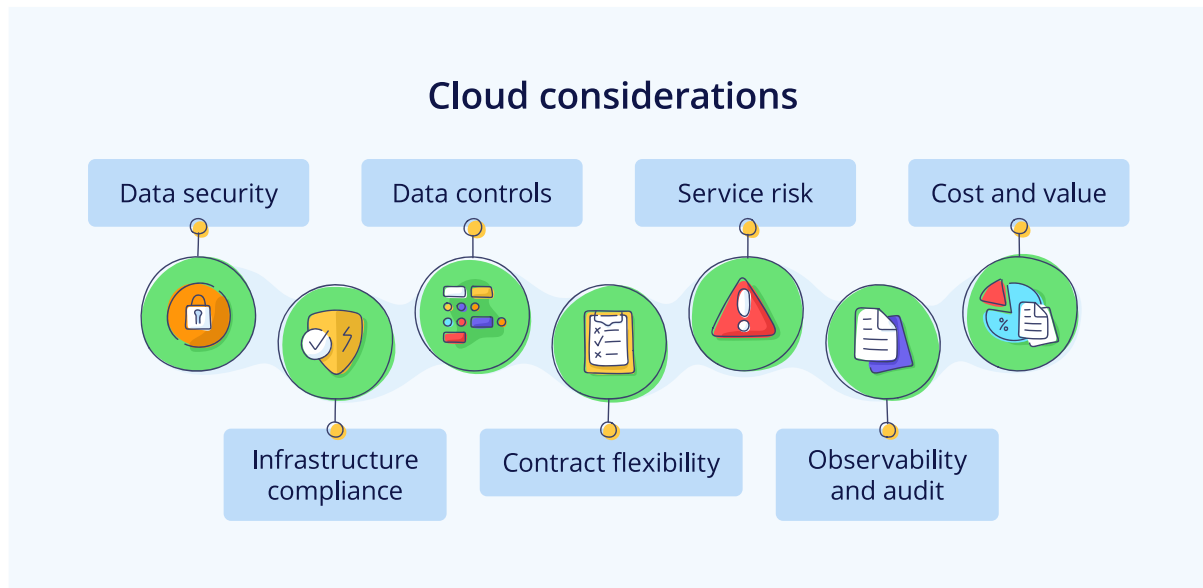 Cloud considerations
Data security
Data controls
Service risk
Cost and value
%
Infrastructure
compliance
Contract flexibility
Observability
and audit